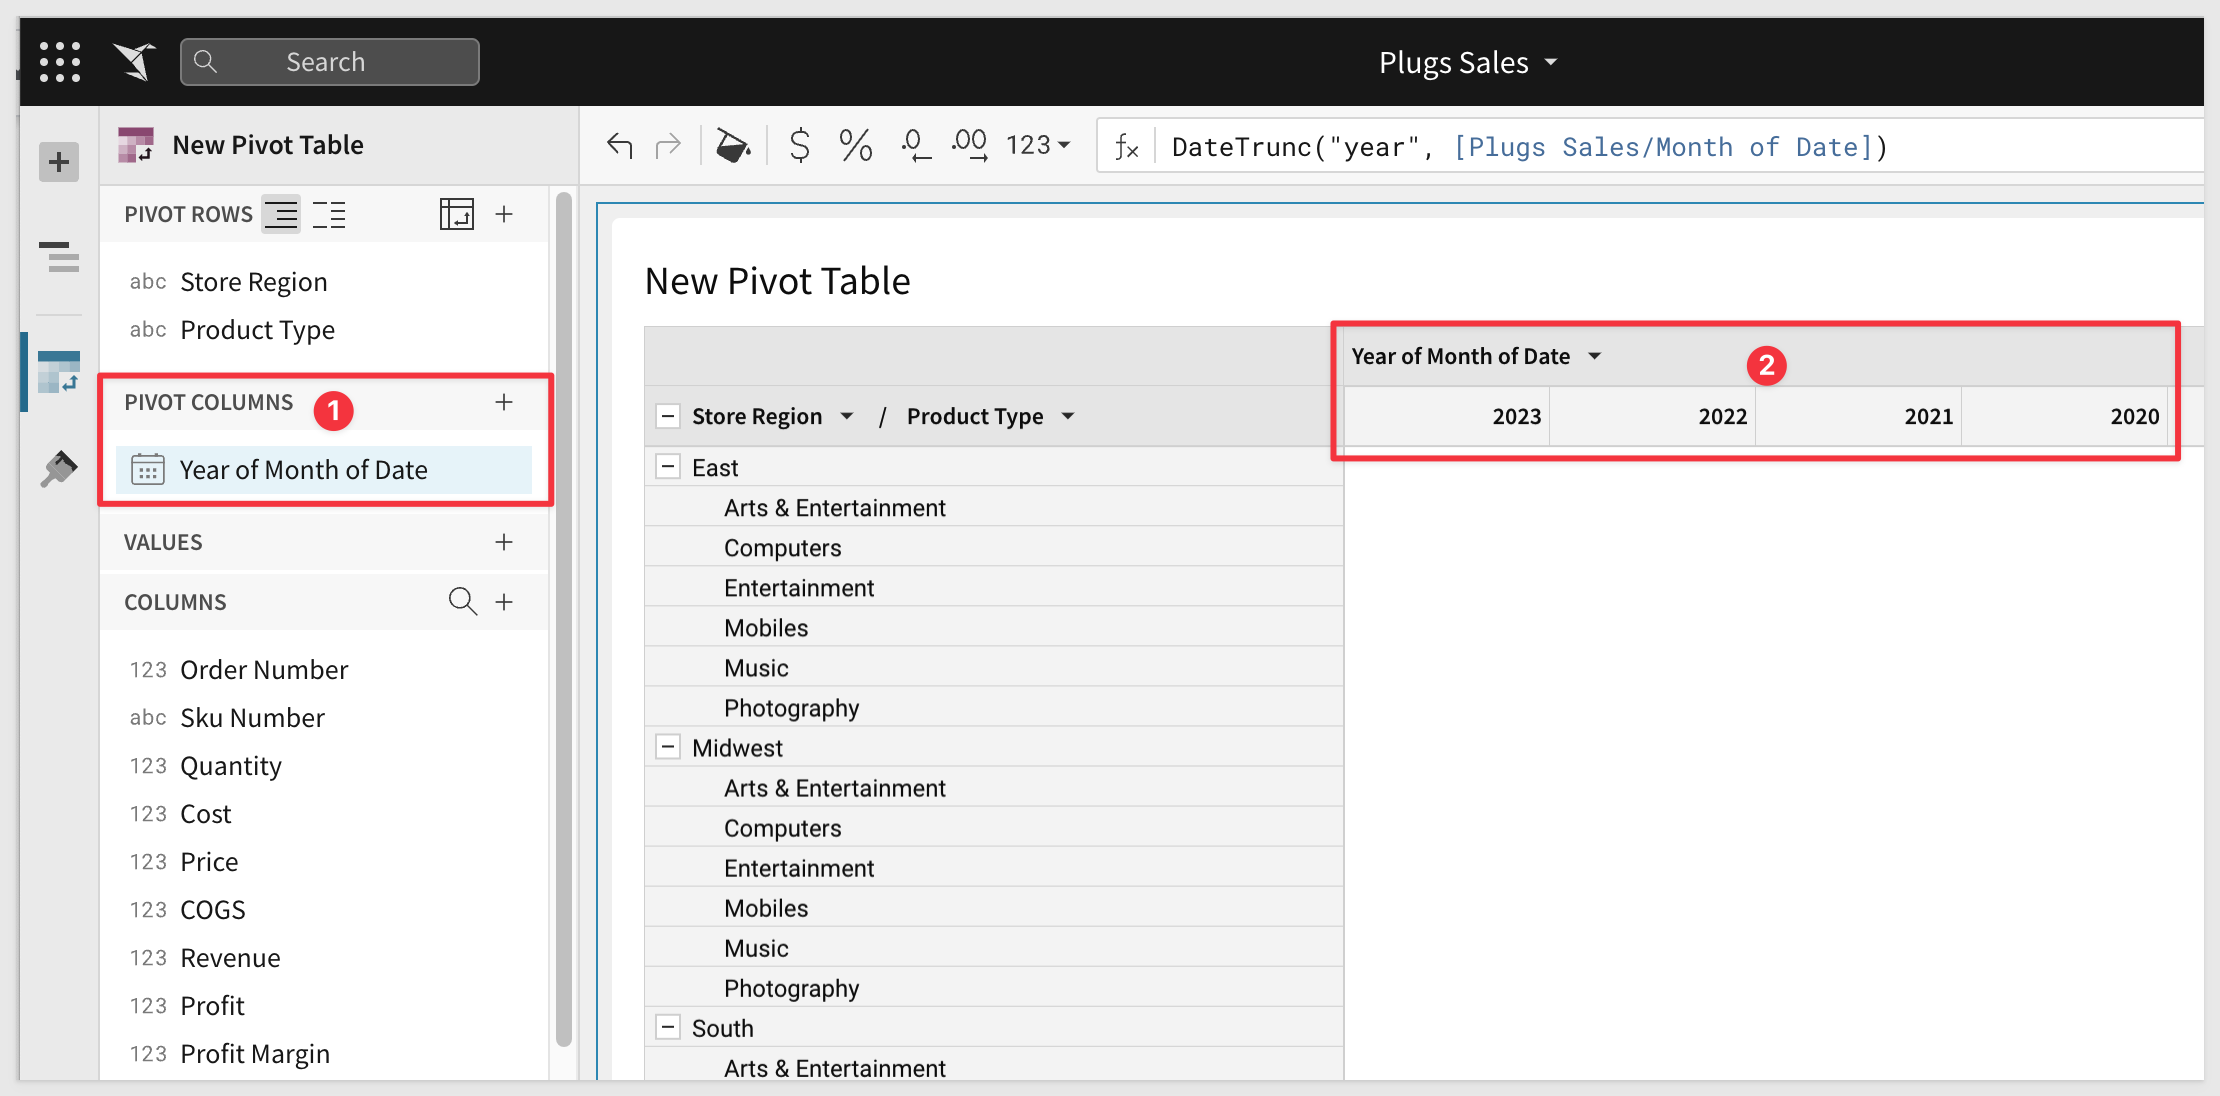 Search
Plugs Sales
New Pivot Table
$ % .0 .00 123
fx DateTrunc("year", [Plugs Sales/Month of Date])
PIVOT ROWS
abc Store Region
abc Product Type
PIVOT COLUMNS 1
Year of Month of Date
VALUES
COLUMNS
123 Order Number
abc Sku Number
123 Quantity
123 Cost
123 Price
123 COGS
123 Revenue
123 Profit
123 Profit Margin
New Pivot Table
Year of Month of Date 2
Store Region / Product Type 2023 2022 2021 2020
East
Arts & Entertainment
Computers
Entertainment
Mobiles
Music
Photography
Midwest
Arts & Entertainment
Computers
Entertainment
Mobiles
Music
Photography
South
Arts & Entertainment